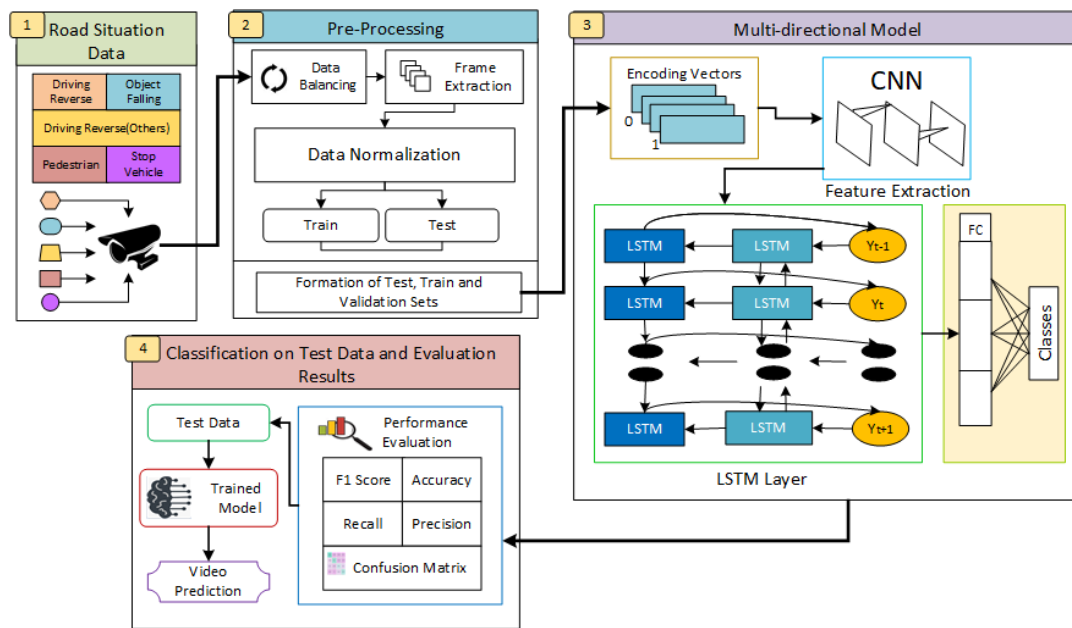 1
Road Situation
Data
Driving
Reverse
Object
Falling
Driving Reverse(Others)
Pedestrian
Stop
Vehicle
2
Pre-Processing
Data
Balancing
Frame
Extraction
Data Normalization
Train
Test
Formation of Test, Train and
Validation Sets
3
Multi-directional Model
Encoding Vectors
0
1
CNN
Feature Extraction
LSTM
LSTM
Yt-1
LSTM
LSTM
Yt
LSTM
LSTM
Yt+1
LSTM Layer
FC
Classes
4
Classification on Test Data and Evaluation
Results
Test Data
Trained
Model
Video
Prediction
Performance
Evaluation
F1 Score
Accuracy
Recall
Precision
Confusion Matrix